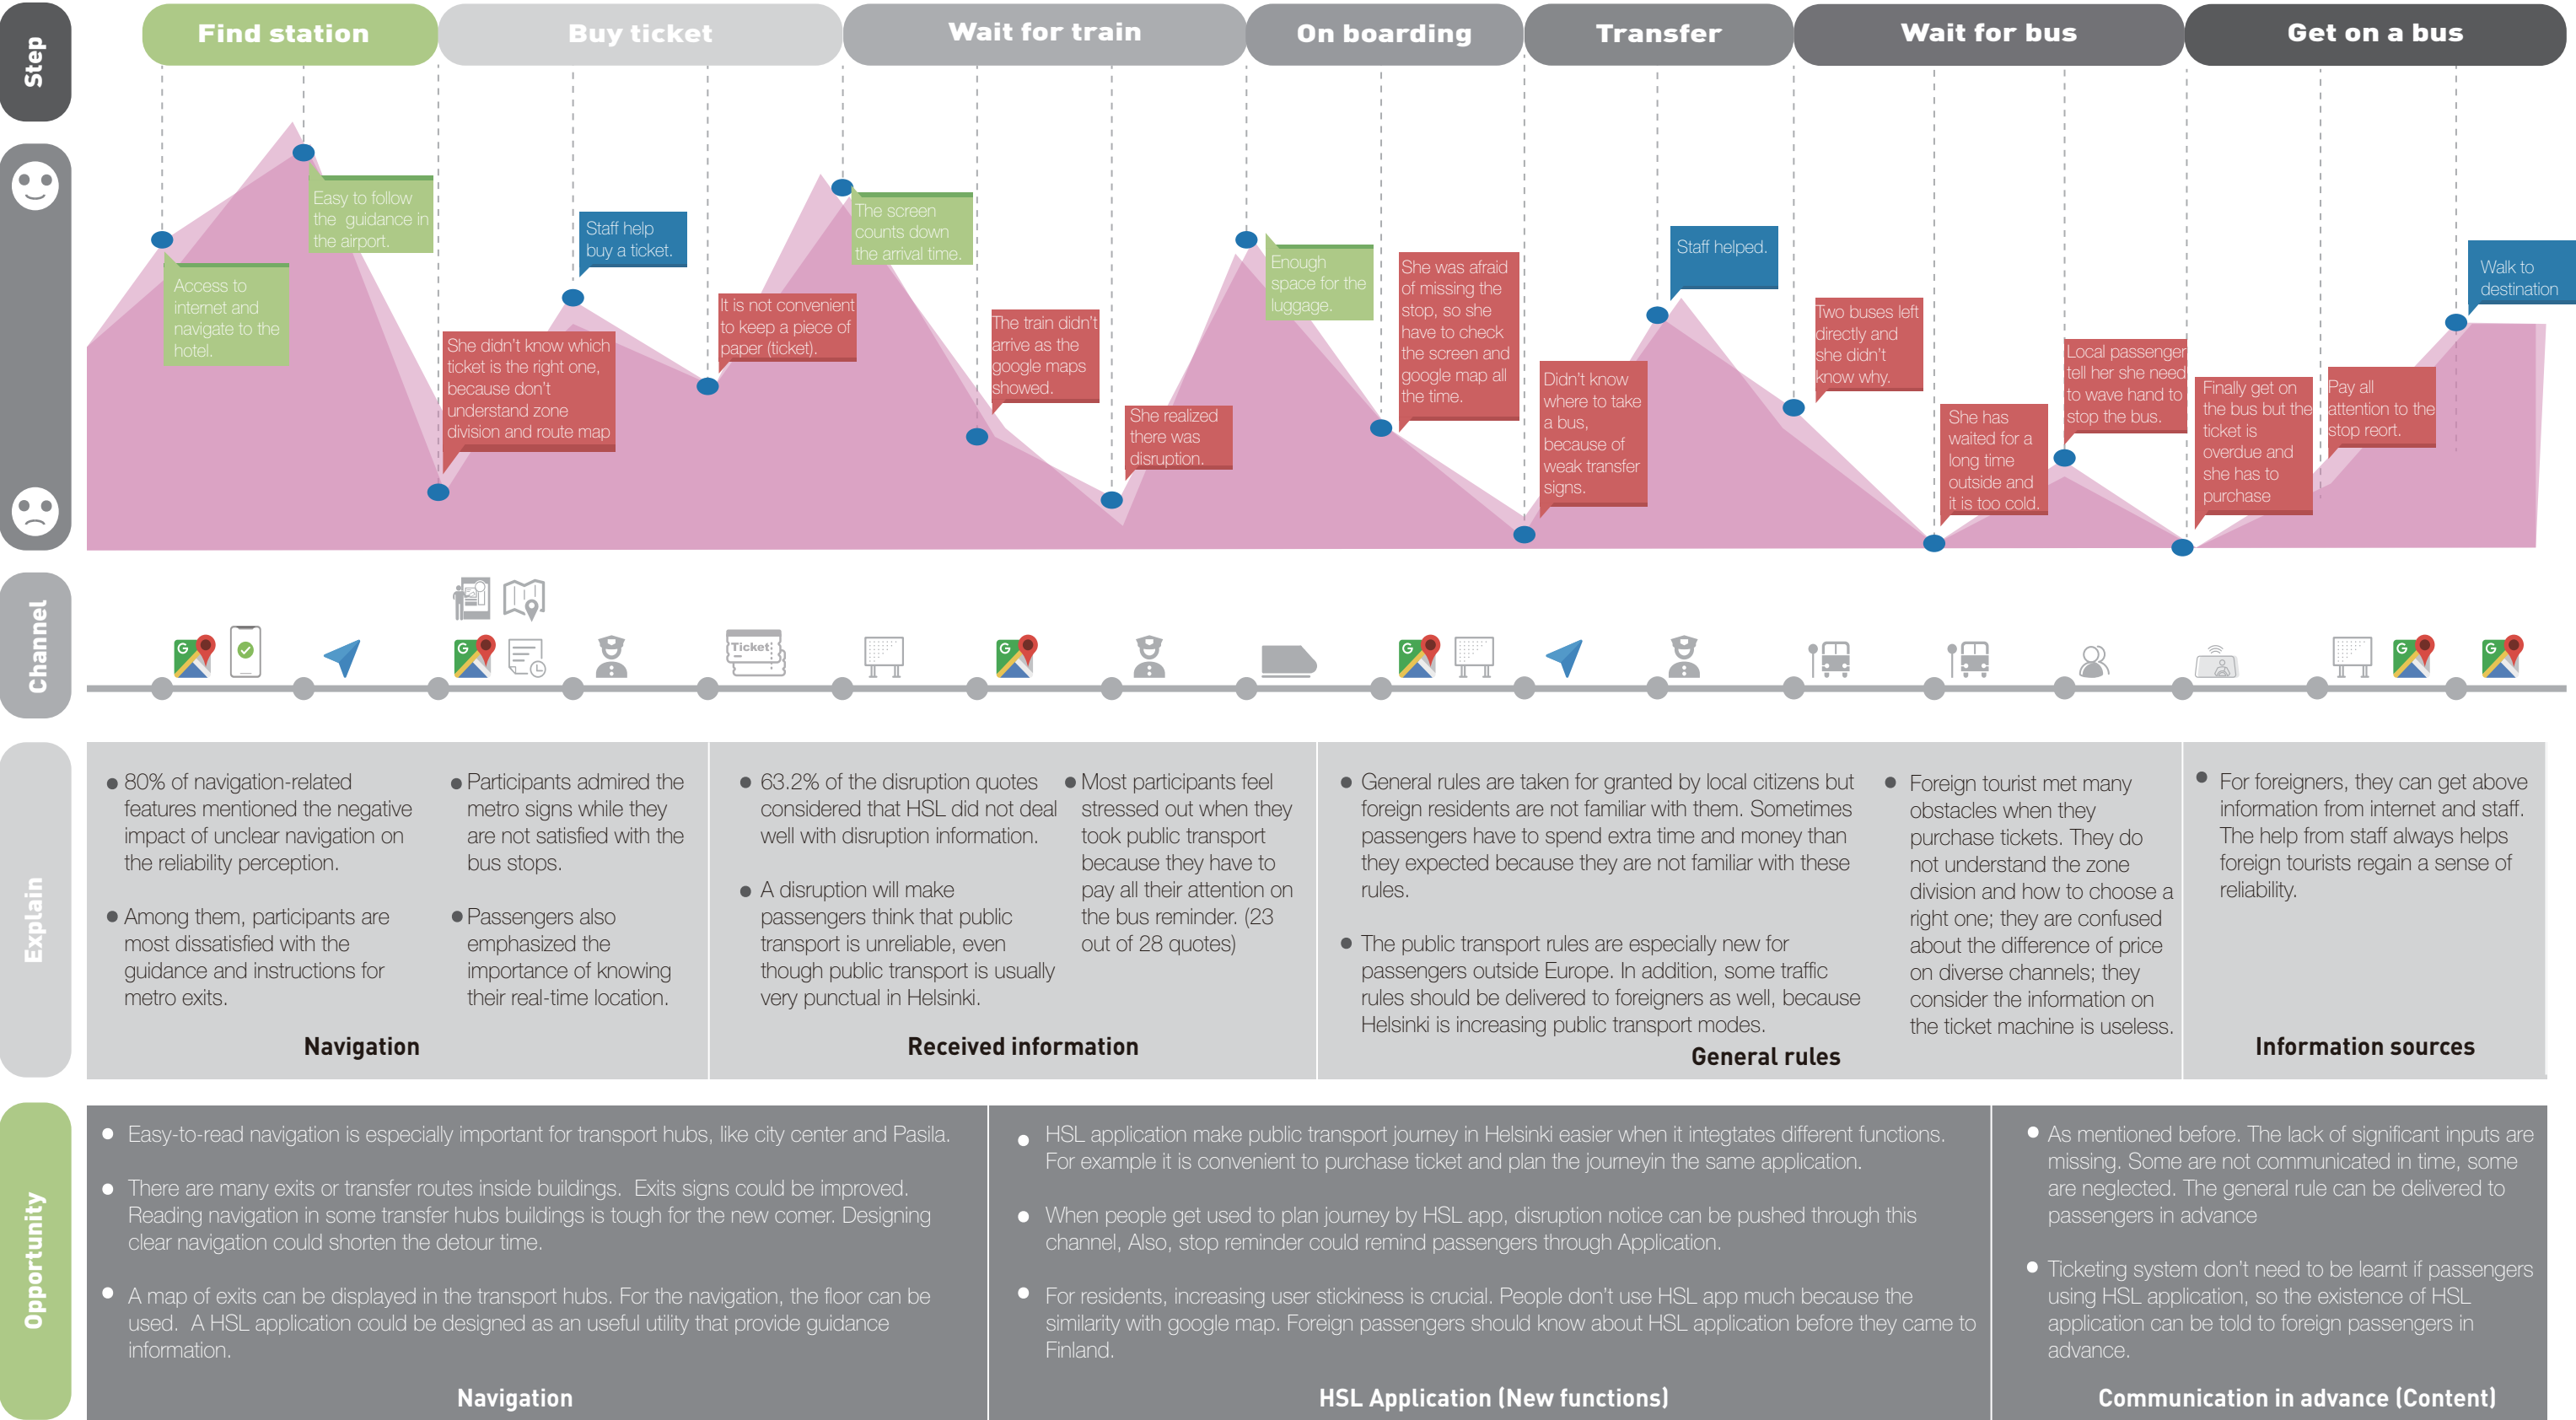 Step
Find station
Buy ticket
Wait for train
On boarding
Transfer
Wait for bus
Get on a bus
Access to
internet and
navigate to the
hotel.
Easy to follow
the guidance in
the airport.
She didn't know which
ticket is the right one,
because don't
understand zone
division and route map
Staff help
buy a ticket.
It is not convenient
to keep a piece of
paper (ticket).
The screen
counts down
the arrival time.
The train didn't
arrive as the
google maps
showed.
She realized
there was
disruption.
Enough
space for the
luggage.
She was afraid
of missing the
stop, so she
have to check
the screen and
google map all
the time.
Didn't know
where to take
a bus,
because of
weak transfer
signs.
Staff helped.
Two buses left
directly and
she didn't
know why.
She has
waited for a
long time
outside and
it is too cold.
Local passenger
tell her she need
to wave hand to
stop the bus.
Finally get on
the bus but the
ticket is
overdue and
she has to
purchase
Pay all
attention to the
stop reort.
Walk to
destination
Channel
G
G
Ticket
G
G
G
G
Explain
80% of navigation-related
features mentioned the negative
impact of unclear navigation on
the reliability perception.
Among them, participants are
most dissatisfied with the
guidance and instructions for
metro exits.
Participants admired the
metro signs while they
are not satisfied with the
bus stops.
Passengers also
emphasized the
importance of knowing
their real-time location.
Navigation
63.2% of the disruption quotes
considered that HSL did not deal
well with disruption information.
A disruption will make
passengers think that public
transport is unreliable, even
though public transport is usually
very punctual in Helsinki.
Most participants feel
stressed out when they
took public transport
because they have to
pay all their attention on
the bus reminder. (23
out of 28 quotes)
Received information
General rules are taken for granted by local citizens but
foreign residents are not familiar with them. Sometimes
passengers have to spend extra time and money than
they expected because they are not familiar with these
rules.
The public transport rules are especially new for
passengers outside Europe. In addition, some traffic
rules should be delivered to foreigners as well, because
Helsinki is increasing public transport modes.
Foreign tourist met many
obstacles when they
purchase tickets. They do
not understand the zone
division and how to choose a
right one; they are confused
about the difference of price
on diverse channels; they
consider the information on
the ticket machine is useless.
General rules
For foreigners, they can get above
information from internet and staff.
The help from staff always helps
foreign tourists regain a sense of
reliability.
Information sources
Opportunity
Easy-to-read navigation is especially important for transport hubs, like city center and Pasila.
There are many exits or transfer routes inside buildings. Exits signs could be improved.
Reading navigation in some transfer hubs buildings is tough for the new comer. Designing
clear navigation could shorten the detour time.
A map of exits can be displayed in the transport hubs. For the navigation, the floor can be
used. A HSL application could be designed as an useful utility that provide guidance
information.
Navigation
HSL application make public transport journey in Helsinki easier when it integtates different functions.
For example it is convenient to purchase ticket and plan the journeyin the same application.
When people get used to plan journey by HSL app, disruption notice can be pushed through this
channel, Also, stop reminder could remind passengers through Application.
For residents, increasing user stickiness is crucial. People don't use HSL app much because the
similarity with google map. Foreign passengers should know about HSL application before they came to
Finland.
HSL Application (New functions)
As mentioned before. The lack of significant inputs are
missing. Some are not communicated in time, some
are neglected. The general rule can be delivered to
passengers in advance
Ticketing system don't need to be learnt if passengers
using HSL application, so the existence of HSL
application can be told to foreign passengers in
advance.
Communication in advance (Content)